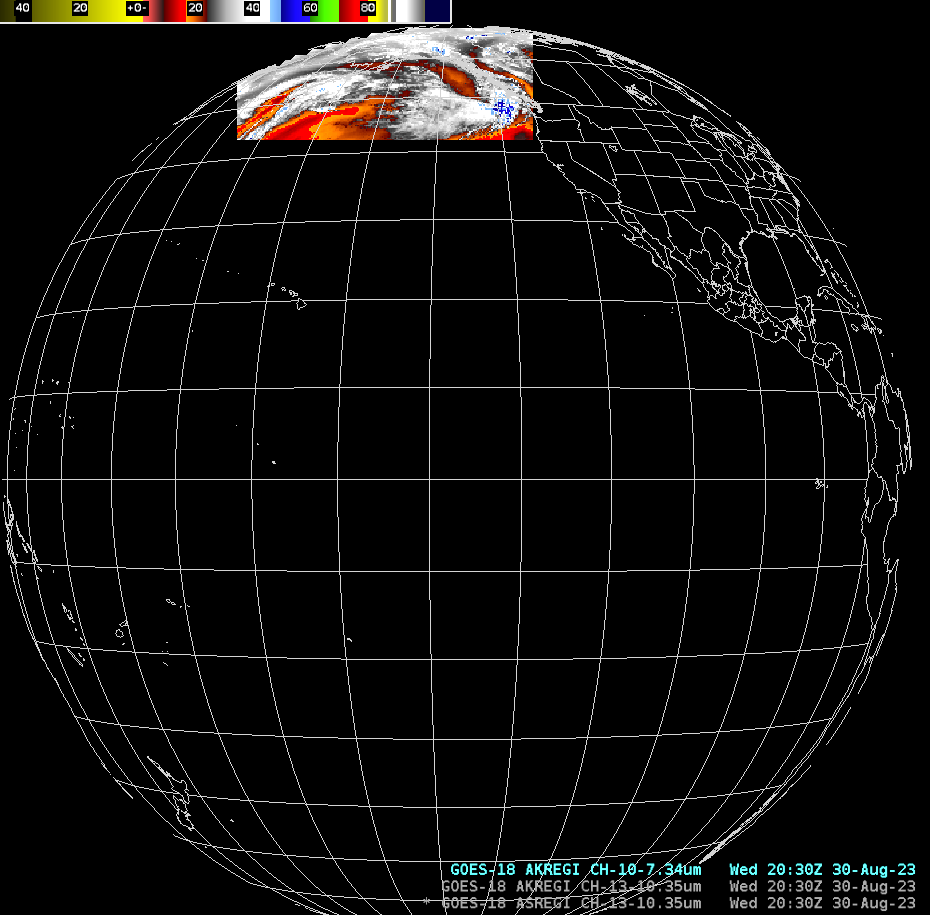 40 20 +0- 20 40 60 80
GOES-18 AKREGI CH-10-7.34um Wed 20:30Z 30-Aug-23
GOES-18 AKREGI CH-13-10.35um Wed 20:30Z 30-Aug-23
* GOES-18 ASREGI CH-13-10.35um Wed 20:30Z 30-Aug-23